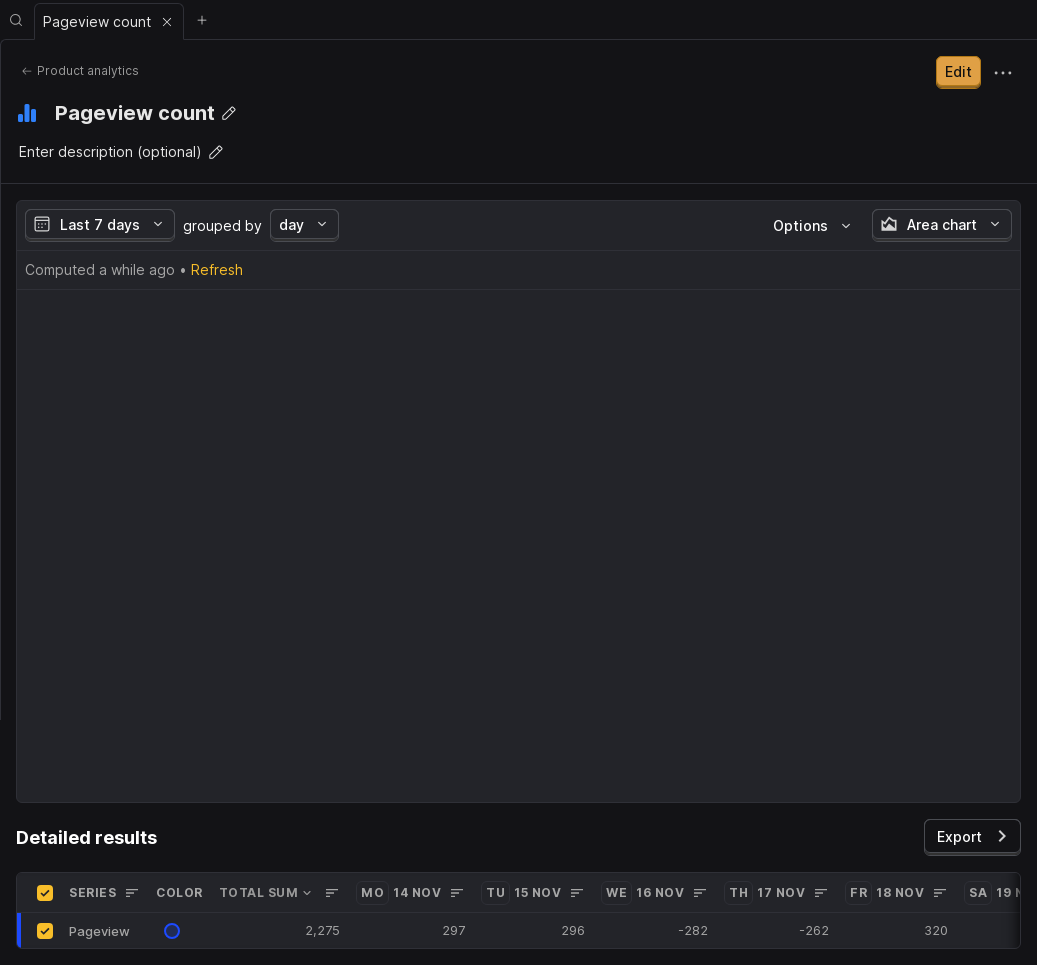 Pageview count
Product analytics
Edit
Pageview count
Enter description (optional)
Last 7 days grouped by day Options Area chart
Computed a while ago • Refresh
Detailed results
Export
SERIES COLOR TOTAL SUM MO 14 NOV TU 15 NOV WE 16 NOV TH 17 NOV FR 18 NOV SA 19 N
Pageview 2,275 297 296 -282 -262 320